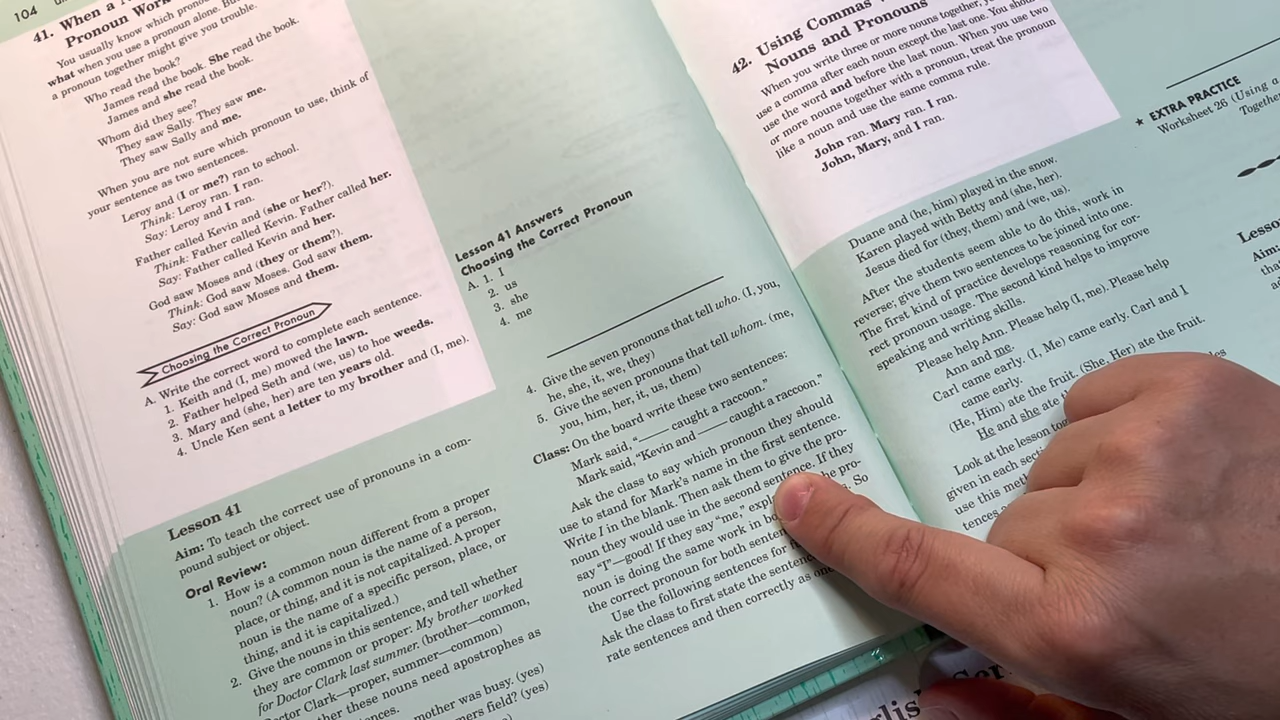 104
41. When a
Pronoun Wor
You usually know which
what when you use a pronoun alone.
a pronoun together might give you trouble.
Who read the book?
James read the book. She read the book.
James and she read the book.
Whom did they see?
They saw Sally. They saw me.
They saw Sally and me.
When you are not sure which pronoun to use, think of
your sentence as two sentences.
Leroy and (I or me?) ran to school.
Think: Leroy ran. I ran.
Say: Leroy and I ran.
Father called Kevin and (she or her?).
Think: Father called Kevin. Father called her.
Say: Father called Kevin and her.
God saw Moses and (they or them?).
Think: God saw Moses. God saw them.
Say: God saw Moses and them.
Choosing the Correct Pronoun
A. Write the correct word to complete each sentence.
1. Keith and (I, me) mowed the lawn.
2. Father helped Seth and (we, us) to hoe weeds.
3. Mary and (she, her) are ten years old.
4. Uncle Ken sent a letter to my brother and (I, me).
Lesson 41
Aim: To teach the correct use of pronouns in a com-
pound subject or object.
Oral Review:
1. How is a common noun different from a proper
noun? (A common noun is the name of a person,
place, or thing, and it is not capitalized. A proper
noun is the name of a specific person, place, or
thing, and it is capitalized.)
2. Give the nouns in this sentence, and tell whether
they are common or proper: My brother worked
for Doctor Clark last summer. (brother—common,
Doctor Clark—proper, summer—common)
these nouns need apostrophes as
mother was busy. (yes)
field? (yes)
Lesson 41 Answers
Choosing the Correct Pronoun
A. 1. I
2. us
3. she
4. me
4. Give the seven pronouns that tell who. (I, you,
he, she, it, we, they)
5. Give the seven pronouns that tell whom. (me,
you, him, her, it, us, them)
Class: On the board write these two sentences:
Mark said, "____ caught a raccoon."
Mark said, "Kevin and ____ caught a raccoon."
Ask the class to say which pronoun they should
use to stand for Mark's name in the first sentence.
Write I in the blank. Then ask them to give the pro-
noun they would use in the second sentence. If they
say "I"—good! If they say "me," the pro-
noun is doing the same work in So
the correct pronoun for both
Use the following sentences for
Ask the class to first state the
rate sentences and then correctly as
42. Using Commas
Nouns and Pronouns
When you write three or more nouns together,
use a comma after each noun except the last one. You
use the word and before the last noun. When you use two
or more nouns together with a pronoun, treat the pronoun
like a noun and use the same comma rule.
John ran. Mary ran. I ran.
John, Mary, and I ran.
Duane and (he, him) played in the snow.
Karen played with Betty and (she, her).
Jesus died for (they, them) and (we, us).
After the students seem able to do this, work in
reverse; give them two sentences to be joined into one.
The first kind of practice develops reasoning for cor-
rect pronoun usage. The second kind helps to improve
speaking and writing skills.
Please help Ann. Please help (I, me). Please help
Ann and me.
Carl came early. (I, Me) came early. Carl and I
came early.
(He, Him) ate the fruit. (She, Her) ate the fruit.
He and she ate
Look at the lesson
given in each
use this
★ EXTRA PRACTICE
Worksheet 26 (Using a
Lesso
Aim: